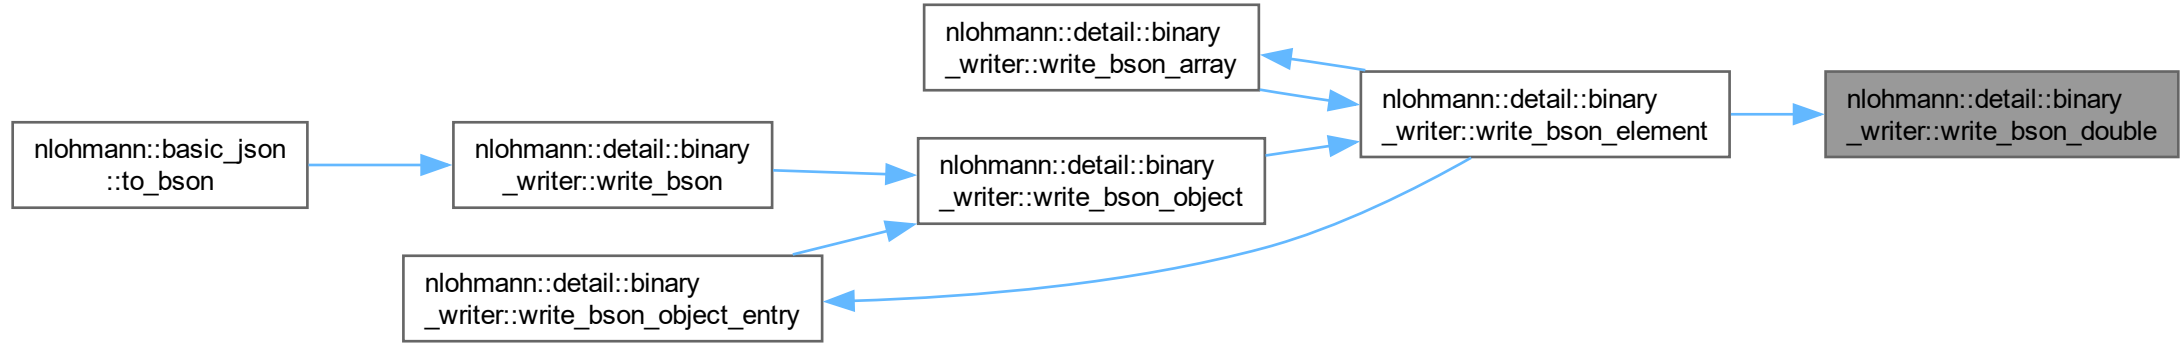 nlohmann::basic_json
::to_bson
nlohmann::detail::binary
_writer::write_bson
nlohmann::detail::binary
_writer::write_bson_object_entry
nlohmann::detail::binary
_writer::write_bson_array
nlohmann::detail::binary
_writer::write_bson_object
nlohmann::detail::binary
_writer::write_bson_element
nlohmann::detail::binary
_writer::write_bson_double